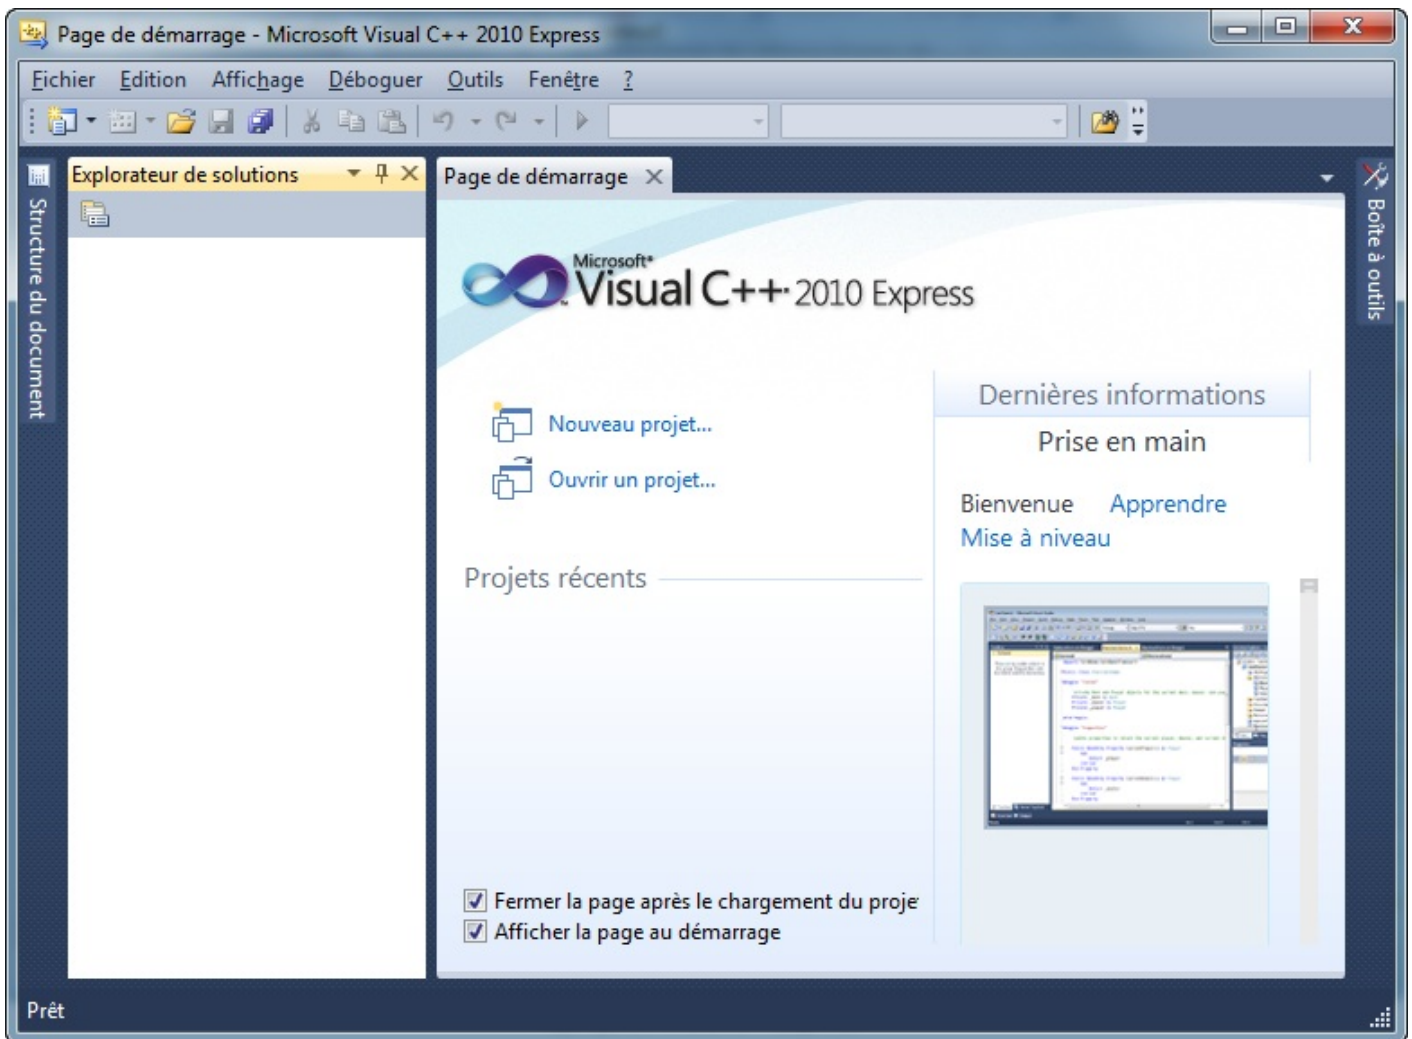 Page de démarrage - Microsoft Visual C++ 2010 Express
Fichier Edition Affichage Déboguer Outils Fenêtre ?
Structure du document
Explorateur de solutions
Page de démarrage
Boîte à outils
Microsoft®
Visual C++ 2010 Express
Nouveau projet...
Ouvrir un projet...
Projets récents
Fermer la page après le chargement du proje
Afficher la page au démarrage
Dernières informations
Prise en main
Bienvenue Apprendre
Mise à niveau
Prêt